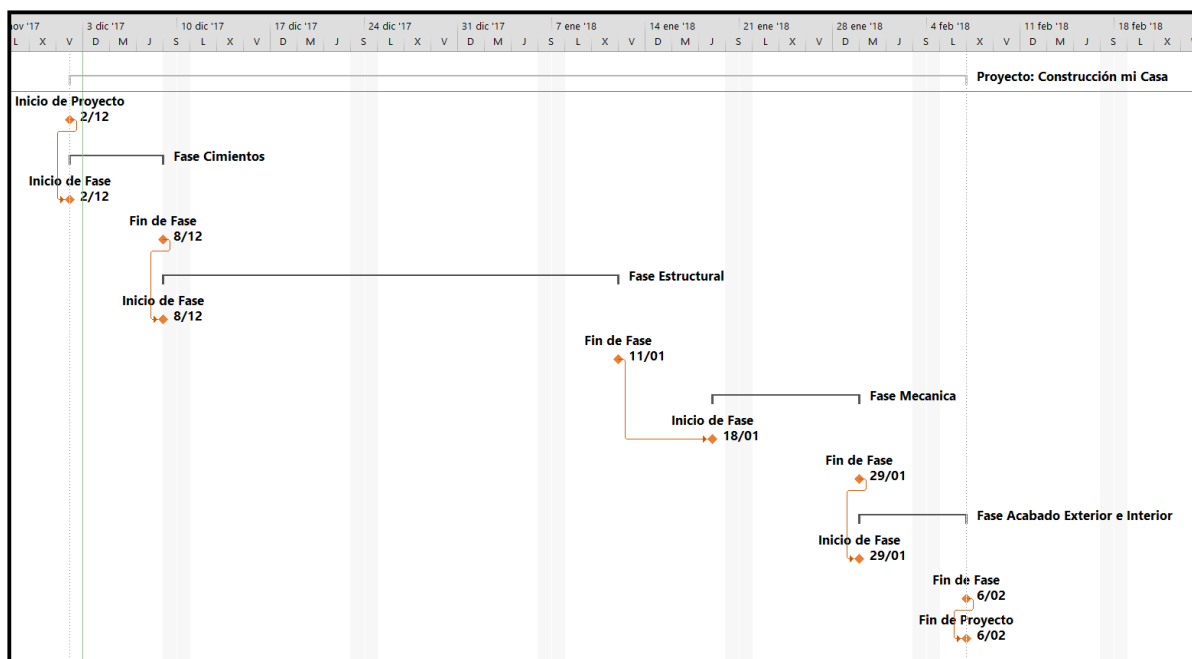 nov '17 3 dic '17 10 dic '17 17 dic '17 24 dic '17 31 dic '17 7 ene '18 14 ene '18 21 ene '18 28 ene '18 4 feb '18 11 feb '18 18 feb '18
L X V D M J S L X V D M J S L X V D M J S L X V D M J S L X V D M J S L X V D M J S L X V
Proyecto: Construcción mi Casa
Inicio de Proyecto
2/12
Fase Cimientos
Inicio de Fase
2/12
Fin de Fase
8/12
Fase Estructural
Inicio de Fase
8/12
Fin de Fase
11/01
Fase Mecanica
Inicio de Fase
18/01
Fin de Fase
29/01
Fase Acabado Exterior e Interior
Inicio de Fase
29/01
Fin de Fase
6/02
Fin de Proyecto
6/02